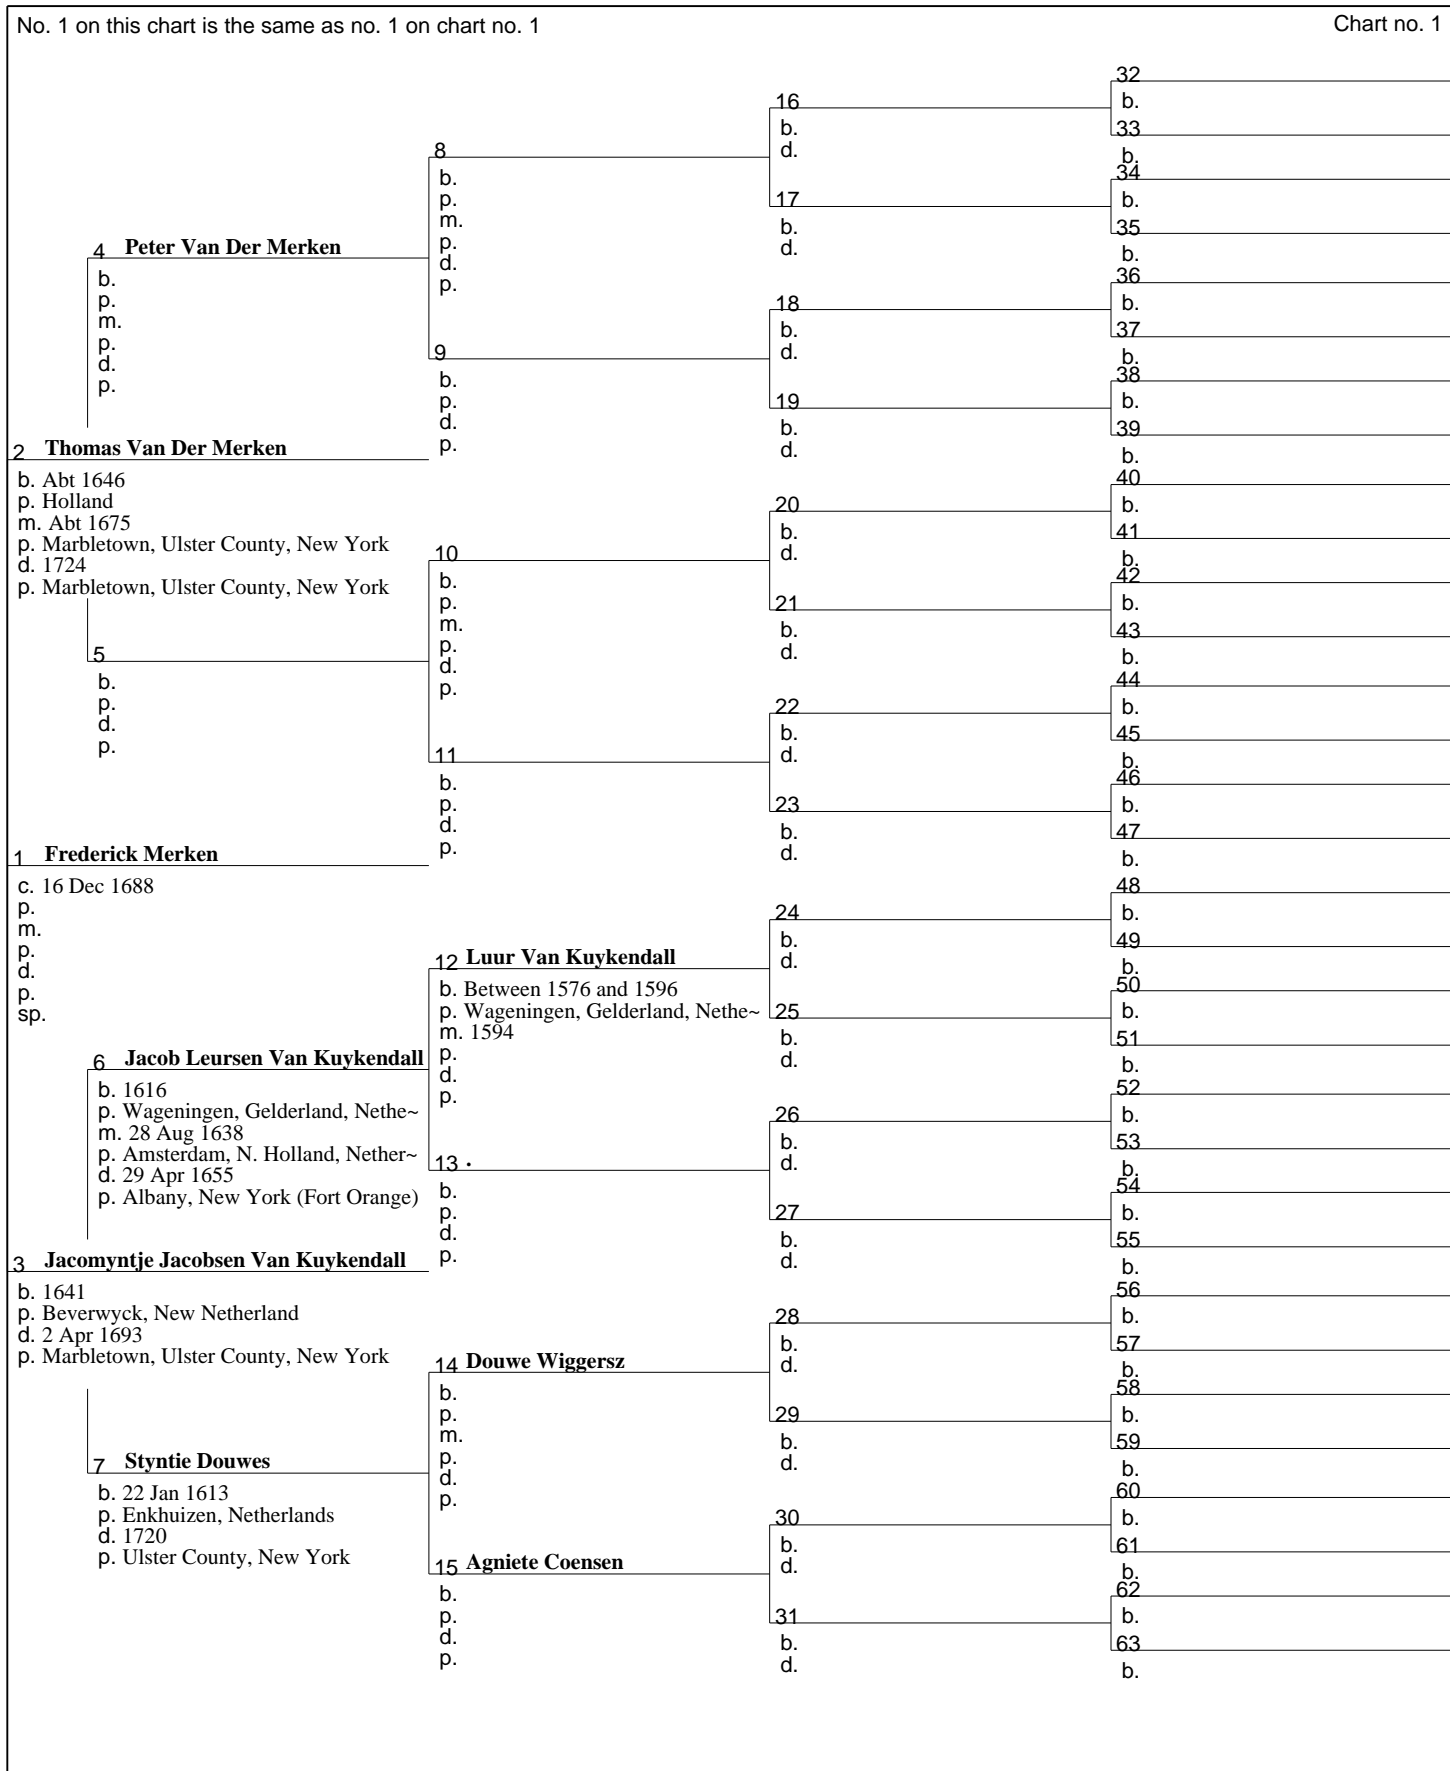 No. 1 on this chart is the same as no. 1 on chart no. 1
Chart no. 1
4 Peter Van Der Merken
b.
p.
m.
p.
d.
p.
2 Thomas Van Der Merken
b. Abt 1646
p. Holland
m. Abt 1675
p. Marbletown, Ulster County, New York
d. 1724
p. Marbletown, Ulster County, New York
5
b.
p.
d.
p.
1 Frederick Merken
c. 16 Dec 1688
p.
m.
p.
d.
p.
sp.
6 Jacob Leursen Van Kuykendall
b. 1616
p. Wageningen, Gelderland, Nethe~
m. 28 Aug 1638
p. Amsterdam, N. Holland, Nether~
d. 29 Apr 1655
p. Albany, New York (Fort Orange)
3 Jacomyntje Jacobsen Van Kuykendall
b. 1641
p. Beverwyck, New Netherland
d. 2 Apr 1693
p. Marbletown, Ulster County, New York
7 Styntie Douwes
b. 22 Jan 1613
p. Enkhuizen, Netherlands
d. 1720
p. Ulster County, New York
8
b.
p.
m.
p.
d.
p.
9
b.
p.
d.
p.
10
b.
p.
m.
p.
d.
p.
11
b.
p.
d.
p.
12 Luur Van Kuykendall
b. Between 1576 and 1596
p. Wageningen, Gelderland, Nethe~
m. 1594
p.
d.
p.
13 .
b.
p.
d.
p.
14 Douwe Wiggersz
b.
p.
m.
p.
d.
p.
15 Agniete Coensen
b.
p.
d.
p.
16
b.
d.
17
b.
d.
18
b.
d.
19
b.
d.
20
b.
d.
21
b.
d.
22
b.
d.
23
b.
d.
24
b.
d.
25
b.
d.
26
b.
d.
27
b.
d.
28
b.
d.
29
b.
d.
30
b.
d.
31
b.
d.
32
b.
33
b.
34
b.
35
b.
36
b.
37
b.
38
b.
39
b.
40
b.
41
b.
42
b.
43
b.
44
b.
45
b.
46
b.
47
b.
48
b.
49
b.
50
b.
51
b.
52
b.
53
b.
54
b.
55
b.
56
b.
57
b.
58
b.
59
b.
60
b.
61
b.
62
b.
63
b.